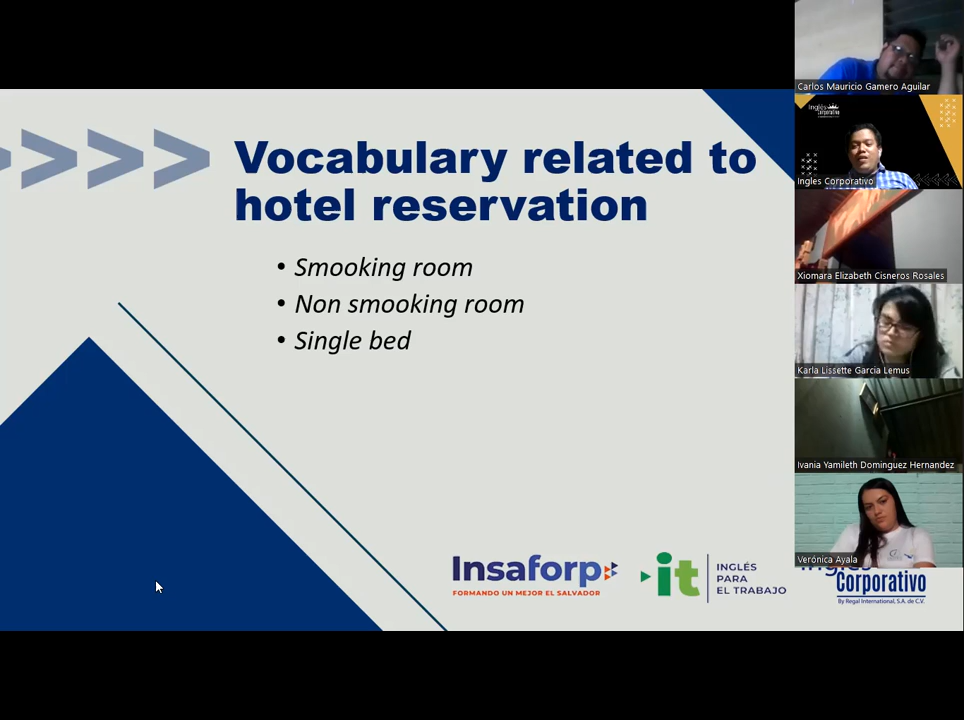 Vocabulary related to
hotel reservation
• Smooking room
• Non smooking room
• Single bed
Insaforp
FORMANDO UN MEJOR EL SALVADOR
it
INGLÉS
PARA
EL TRABAJO
Corporativo
By Regal International, S.A. de C.V.
Carlos Mauricio Gamero Aguilar
Inglés
Corporativo
Ingles Corporativo
Xiomara Elizabeth Cisneros Rosales
Karla Lissette Garcia Lemus
Ivania Yamileth Dominguez Hernandez
Verónica Ayala